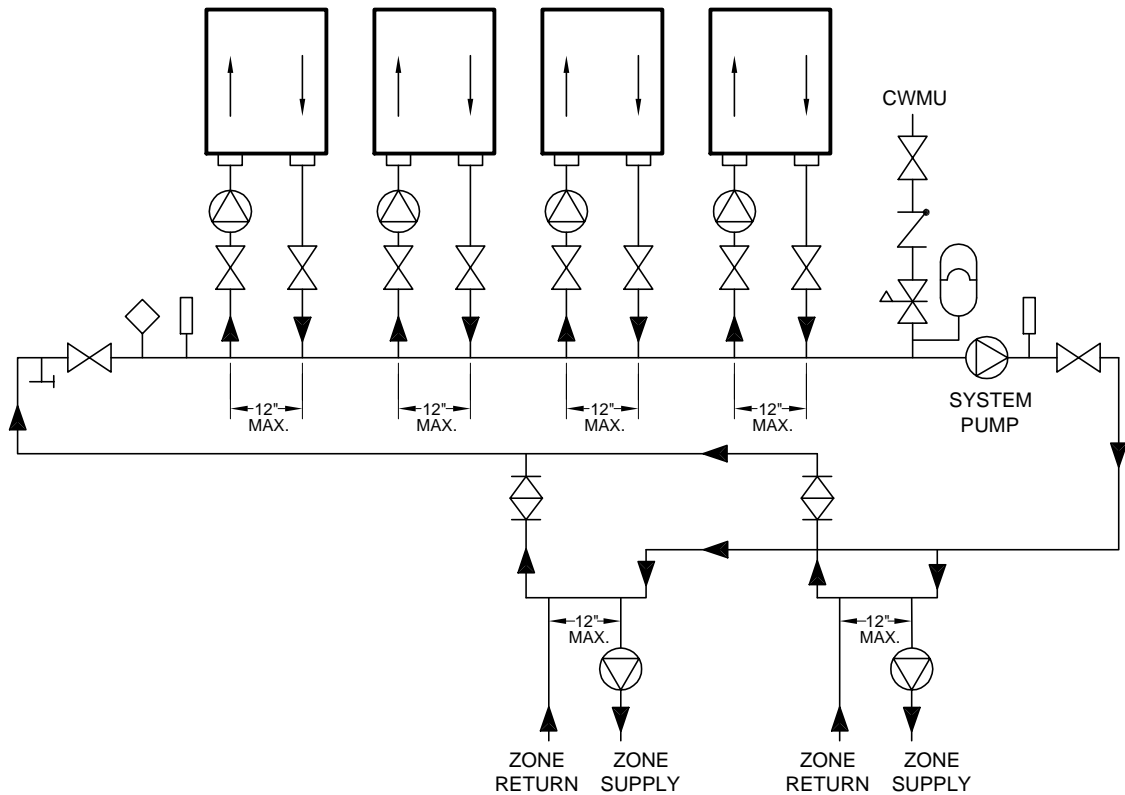 CWMU
12"
MAX.
12"
MAX.
12"
MAX.
12"
MAX.
SYSTEM
PUMP
12"
MAX.
12"
MAX.
ZONE
RETURN
ZONE
SUPPLY
ZONE
RETURN
ZONE
SUPPLY